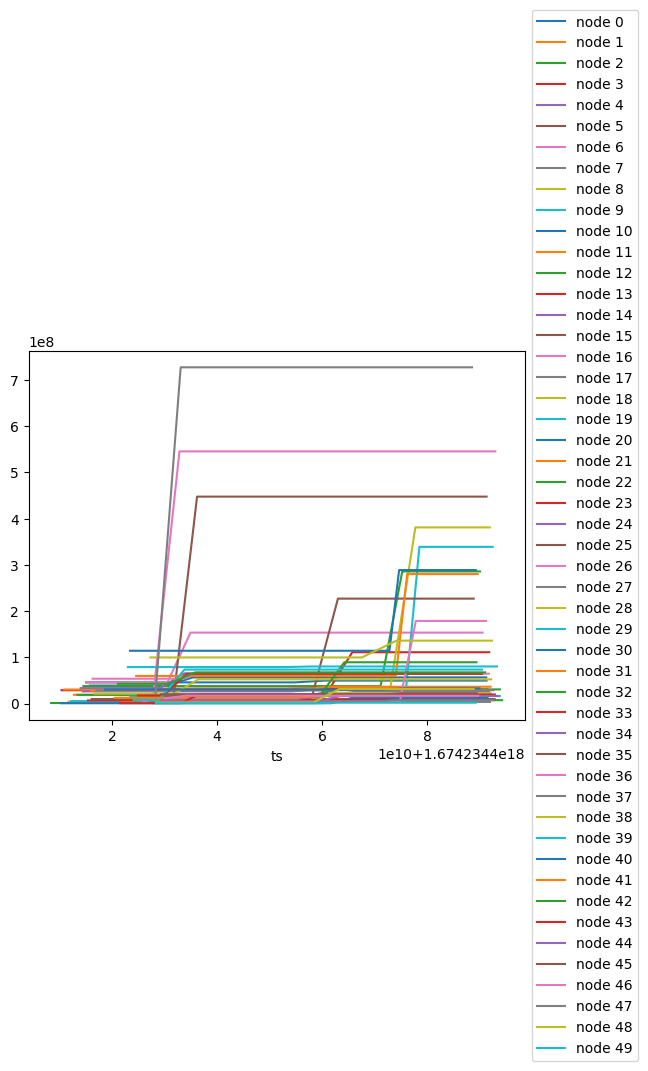 1e8
7
6
5
4
3
2
1
0
2
4
6
8
ts
1e10+1.6742344e18
node 0
node 1
node 2
node 3
node 4
node 5
node 6
node 7
node 8
node 9
node 10
node 11
node 12
node 13
node 14
node 15
node 16
node 17
node 18
node 19
node 20
node 21
node 22
node 23
node 24
node 25
node 26
node 27
node 28
node 29
node 30
node 31
node 32
node 33
node 34
node 35
node 36
node 37
node 38
node 39
node 40
node 41
node 42
node 43
node 44
node 45
node 46
node 47
node 48
node 49